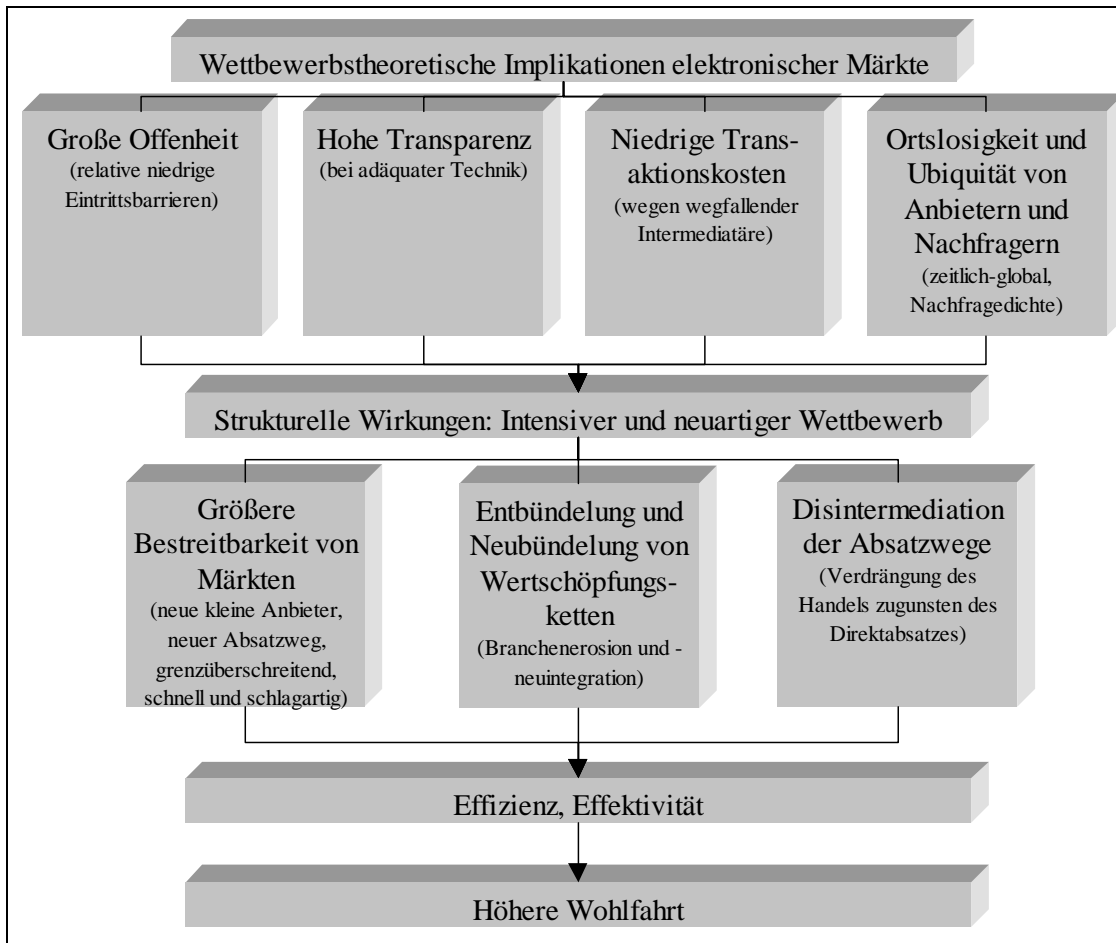 Wettbewerbstheoretische Implikationen elektronischer Märkte
Große Offenheit
(relative niedrige
Eintrittsbarrieren)
Hohe Transparenz
(bei adäquater Technik)
Niedrige Trans-
aktionskosten
(wegen wegfallender
Intermediatäre)
Ortslosigkeit und
Ubiquität von
Anbietern und
Nachfragern
(zeitlich-global,
Nachfragedichte)
Strukturelle Wirkungen: Intensiver und neuartiger Wettbewerb
Größere
Bestreitbarkeit von
Märkten
(neue kleine Anbieter,
neuer Absatzweg,
grenzüberschreitend,
schnell und schlagartig)
Entbündelung und
Neubündelung von
Wertschöpfungs-
ketten
(Branchenerosion und -
neuintegration)
Disintermediation
der Absatzwege
(Verdrängung des
Handels zugunsten des
Direktabsatzes)
Effizienz, Effektivität
Höhere Wohlfahrt